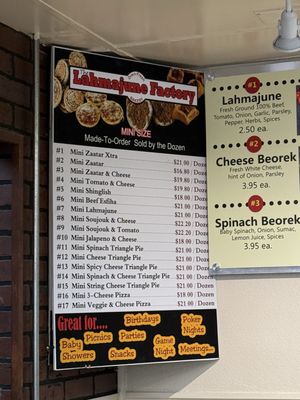 Lahmajune Factory
MINI SIZE
Made-To-Order Sold by the Dozen
#1 Mini Zaatar Xtra $21.00 / Dozen
#2 Mini Zaatar $16.80 / Dozen
#3 Mini Zaatar & Cheese $19.80 / Dozen
#4 Mini Tomato & Cheese $19.80 / Dozen
#5 Mini Singlish $21.00 / Dozen
#6 Mini Beef Esfiha $18.00 / Dozen
#7 Mini Lahmajune $21.00 / Dozen
#8 Mini Soujouk & Cheese $22.20 / Dozen
#9 Mini Soujouk & Tomato $22.20 / Dozen
#10 Mini Jalapeno & Cheese $18.00 / Dozen
#11 Mini Spinach Triangle Pie $21.00 / Dozen
#12 Mini Cheese Triangle Pie $21.00 / Dozen
#13 Mini Spicy Cheese Triangle Pie $21.00 / Dozen
#14 Mini Spinach & Cheese Triangle Pie $21.00 / Dozen
#15 Mini String Cheese Triangle Pie $21.00 / Dozen
#16 Mini 3-Cheese Pizza $18.00 / Dozen
#17 Mini Veggie & Cheese Pizza $21.00 / Dozen
Great for....
Birthdays
Poker Nights
Picnics
Parties
Baby Showers
Snacks
Game Night
Meetings...
#1
Lahmajune
Fresh Ground 100% Beef,
Tomato, Onion, Garlic, Parsley,
Pepper, Herbs, Spices
2.50 ea.
#2
Cheese Beorek
Fresh White Cheese,
hint of Onion, Parsley
3.95 ea.
#3
Spinach Beorek
Baby Spinach, Onion, Sumac,
Lemon Juice, Spices
3.95 ea.